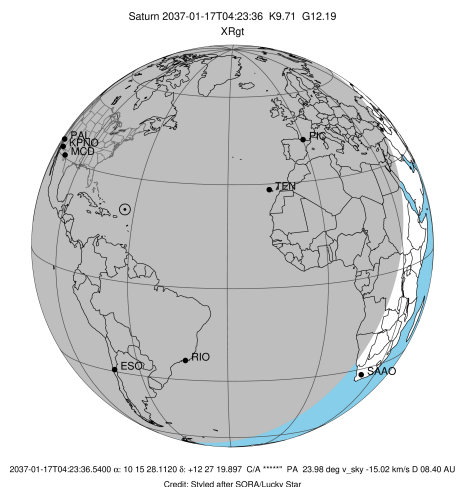 Saturn 2037-01-17T04:23:36 K9.71 G12.19
XRgt
PAL
KPNO
MCD
PIC
TEN
ESO
RIO
SAAO
2037-01-17T04:23:36.5400 α: 10 15 28.1120 δ: +12 27 19.897 C/A *****" PA 23.98 deg v_sky -15.02 km/s D 08.40 AU
Credit: Styled after SORA/Lucky Star